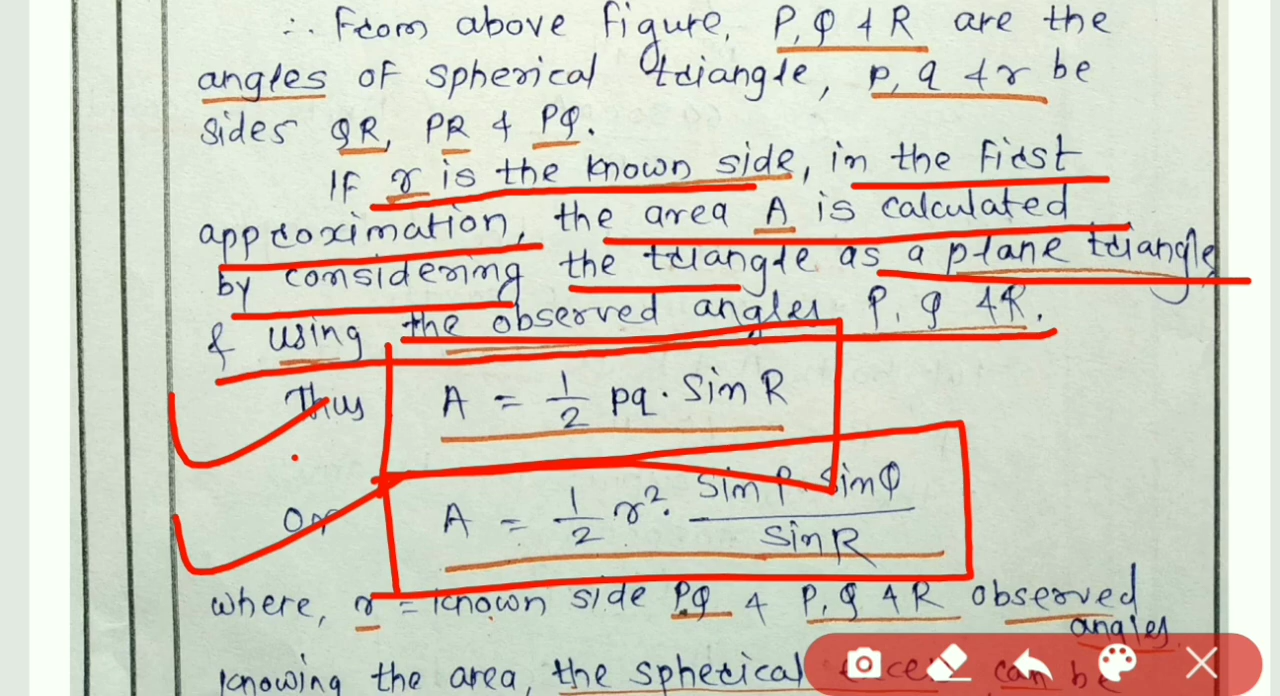 ∴ From above figure, P, Q & R are the
angles of spherical triangle, p, q & r be
sides QR, PR & PQ.
If r is the known side, in the first
approximation, the area A is calculated
by considering the triangle as a plane triangle
& using the observed angles P, Q & R.
Thus A = 1/2 pq. Sin R
Or A = 1/2 r². Sin P. Sin Q / Sin R
where, r = known side PQ & P, Q & R observed
angles.
Knowing the area, the spherical can be